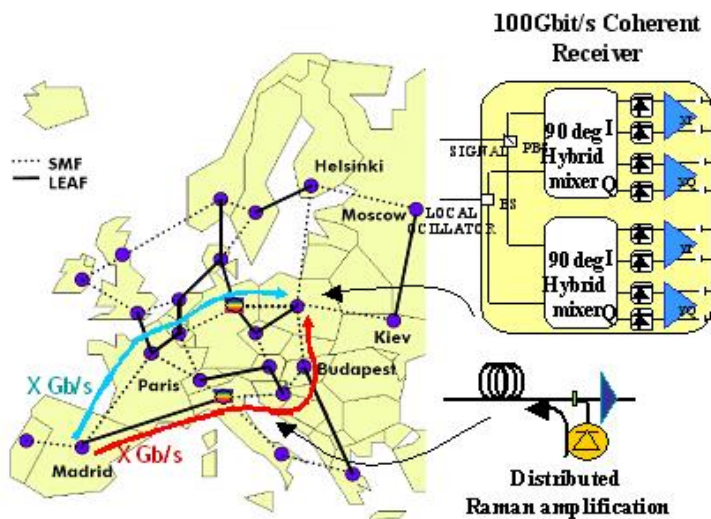 100Gbit/s Coherent
Receiver
SMF
LEAF
Helsinki
Moscow
Kiev
Budapest
Paris
Madrid
X Gb/s
X Gb/s
SIGNAL
PBS
LOCAL
OCILLATOR
BS
90 deg I
Hybrid
mixer Q
90 deg I
Hybrid
mixer Q
Distributed
Raman amplification